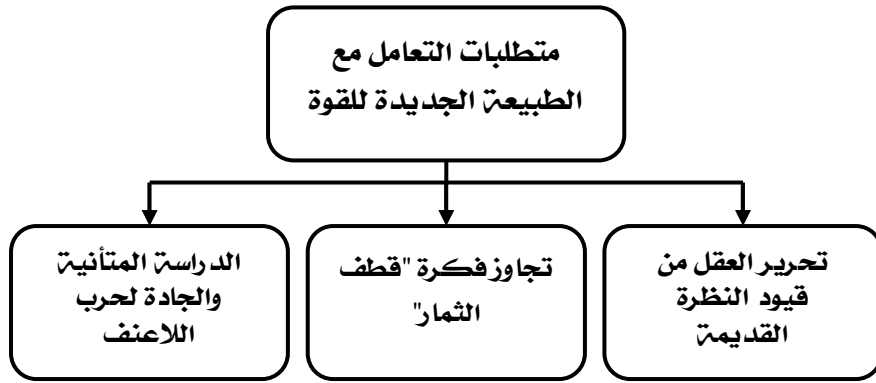 متطلبات التعامل مع
الطبيعة الجديدة للقوة
تحرير العقل من
قيود النظرة
القديمة
تجاوز فكرة "قطف
الثمار"
الدراسة المتأنية
والجادة لحرب
اللاعنف